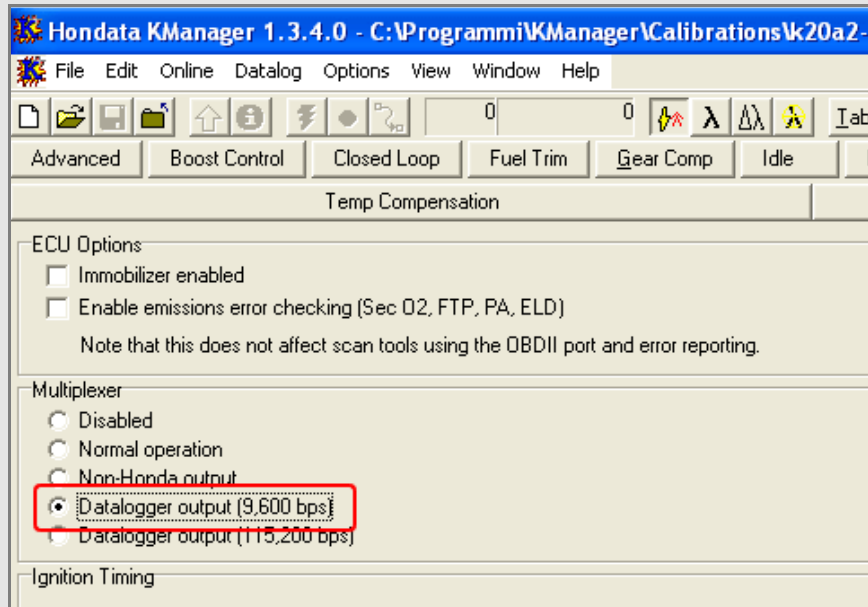 Hondata KManager 1.3.4.0 - C:\Programmi\KManager\Calibrations\k20a2-
File Edit Online Datalog Options View Window Help
0 0 λ Δλ Tab
Advanced Boost Control Closed Loop Fuel Trim Gear Comp Idle
Temp Compensation
ECU Options
Immobilizer enabled
Enable emissions error checking (Sec O2, FTP, PA, ELD)
Note that this does not affect scan tools using the OBDII port and error reporting.
Multiplexer
Disabled
Normal operation
Non-Honda output
Datalogger output (9,600 bps)
Datalogger output (115,200 bps)
Ignition Timing